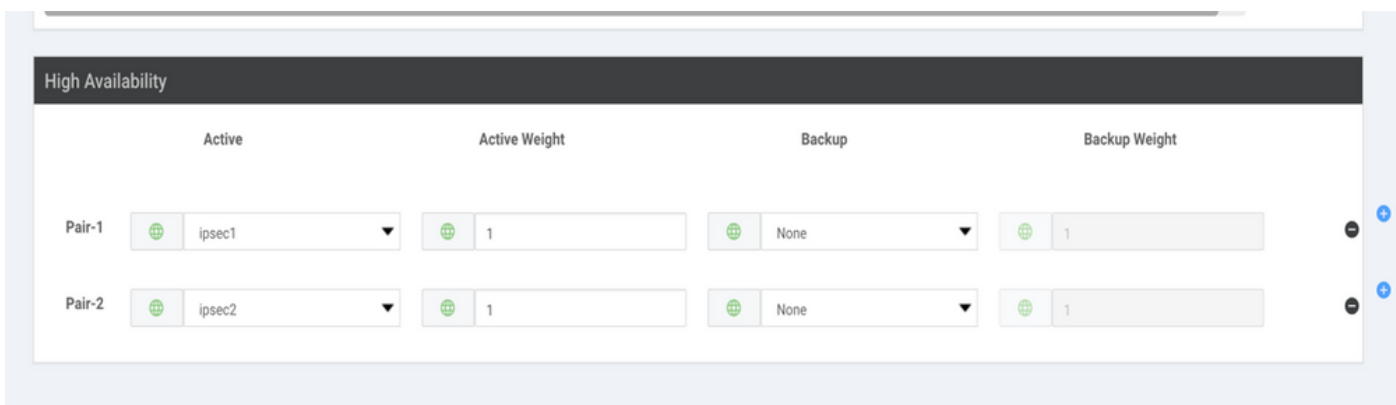 High Availability
Active Active Weight Backup Backup Weight
Pair-1 ipsec1 1 None 1
Pair-2 ipsec2 1 None 1